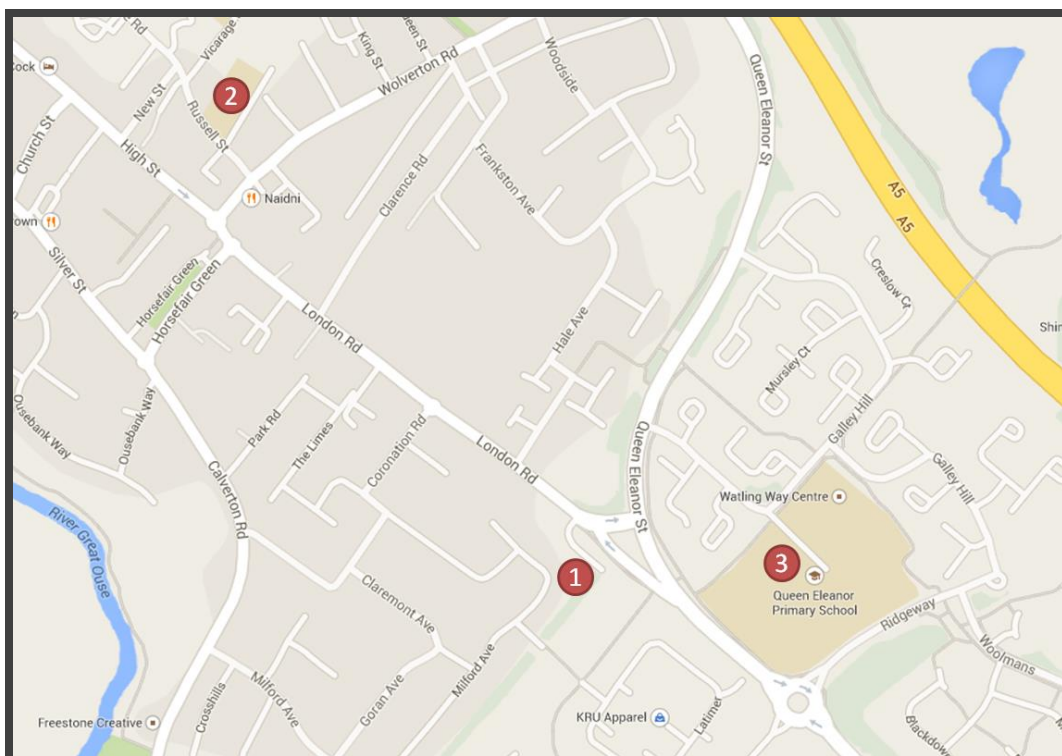 Cock
e Rd
Vicarage
King St
een St
Wolverton Rd
Woodside
Queen Eleanor St
2
New St
Russell St
Church St
High St
Naidni
Clarence Rd
Frankston Ave
A5
A5
own
Silver St
Horsefair Green
Horsefair Green
London Rd
Hale Ave
Creslow Ct
Mursley Ct
Shin
Ousebank Way
Ousebank Way
Park Rd
The Limes
Coronation Rd
London Rd
Queen Eleanor St
Galley Hill
Galley Hill
Calverton Rd
River Great Ouse
Watling Way Centre
1
3
Queen Eleanor
Primary School
Claremont Ave
Ridgeway
Woolmans
Milford Ave
Milford Ave
Goran Ave
Crosshills
Freestone Creative
KRU Apparel
Latimer
Blackdow